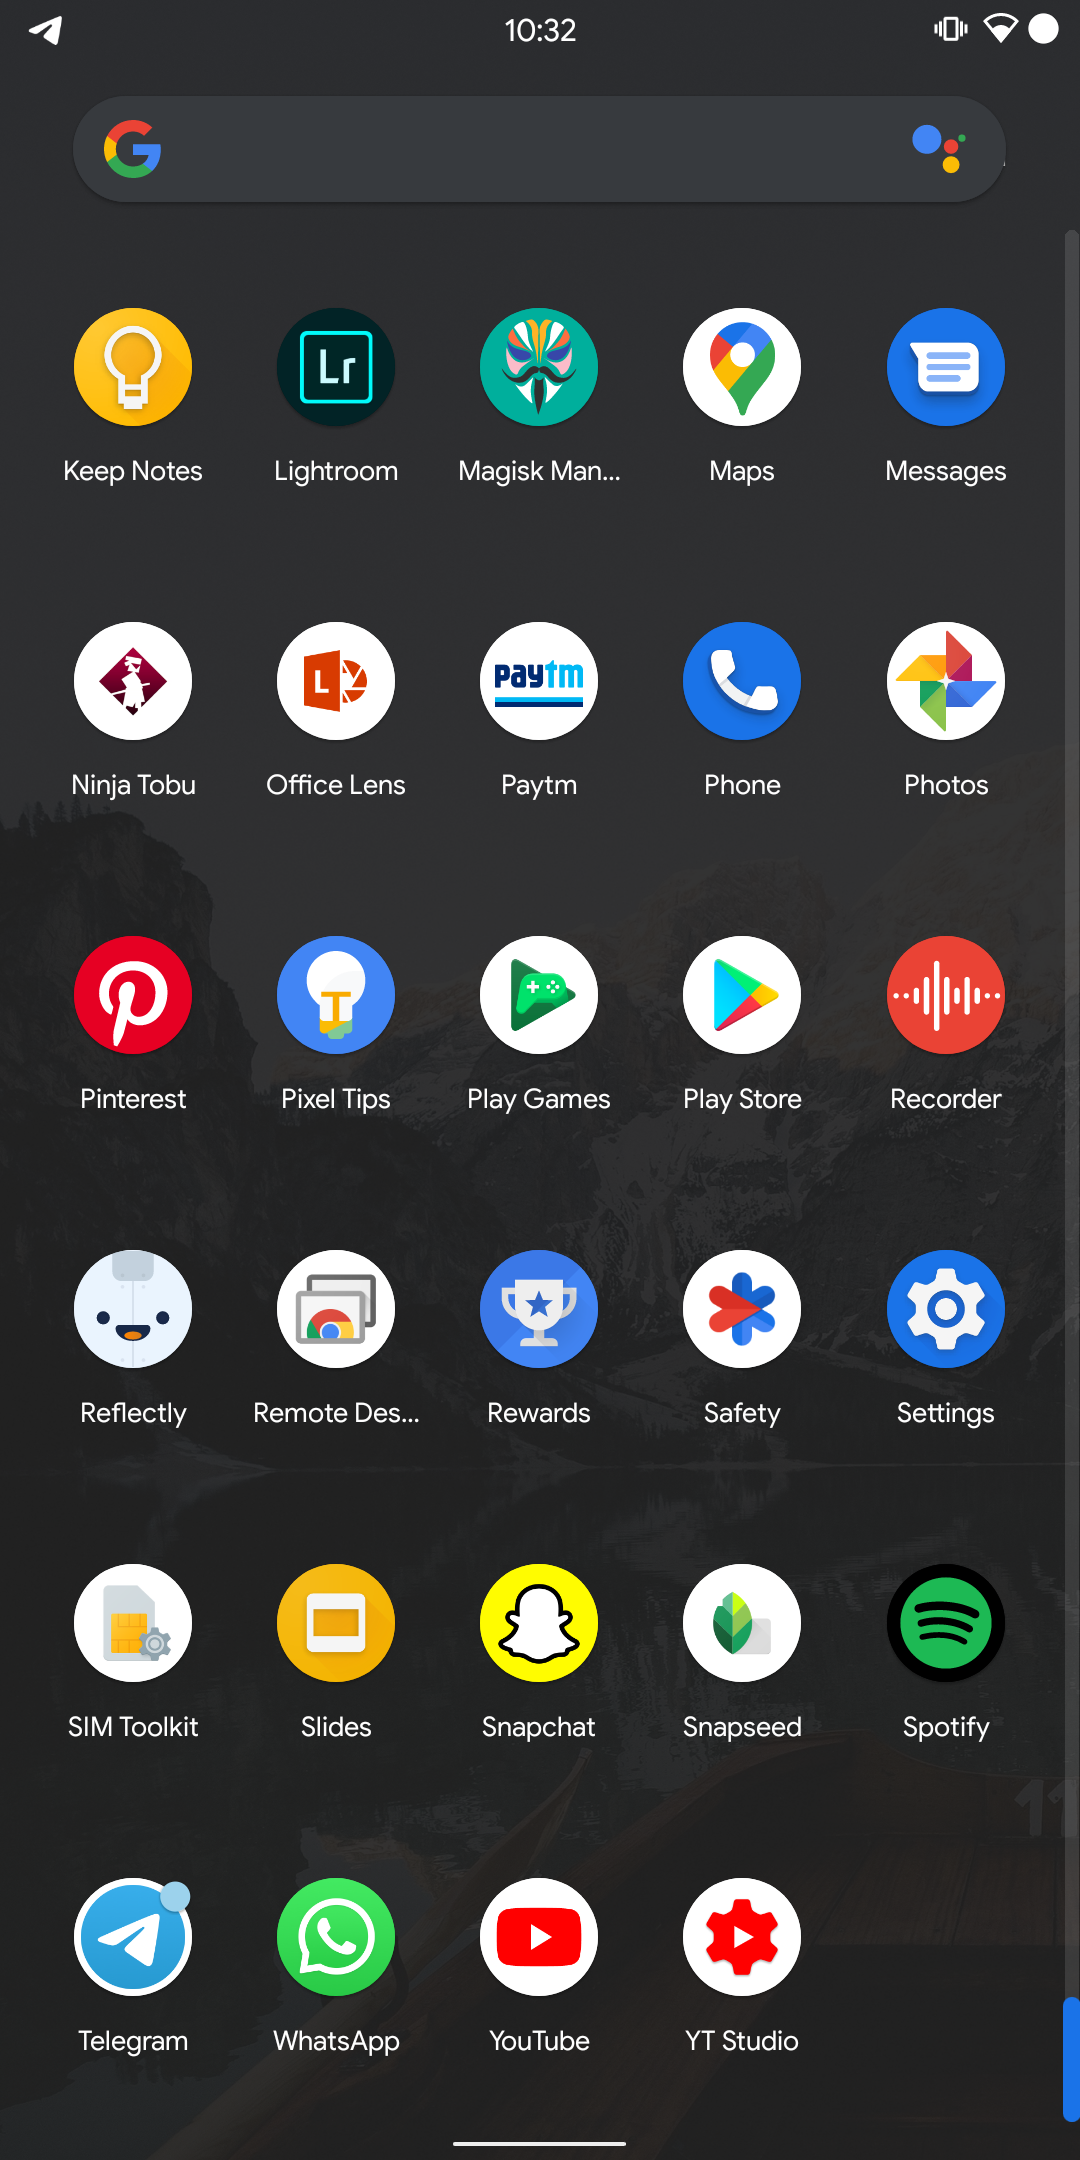 10:32
Keep Notes
Lightroom
Magisk Man...
Maps
Messages
Lr
Ninja Tobu
Office Lens
Paytm
Phone
Photos
L
paytm
Pinterest
Pixel Tips
Play Games
Play Store
Recorder
Reflectly
Remote Des...
Rewards
Safety
Settings
SIM Toolkit
Slides
Snapchat
Snapseed
Spotify
11
Telegram
WhatsApp
YouTube
YT Studio